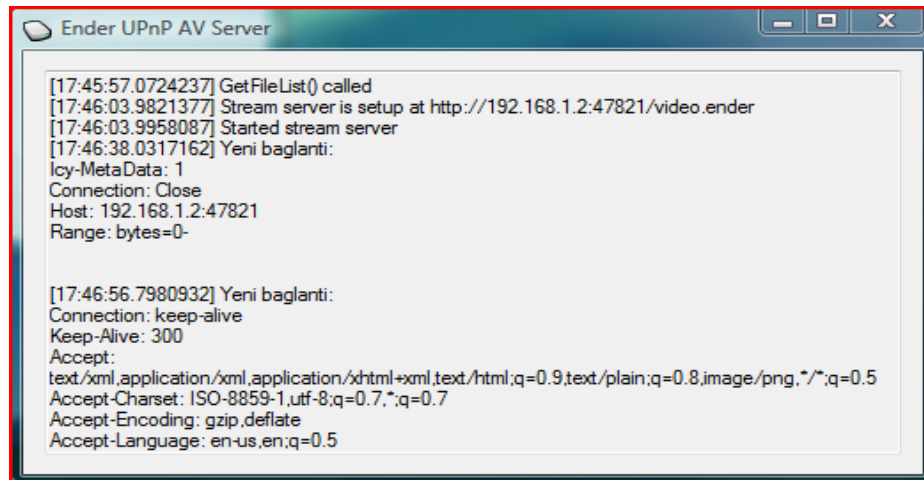 Ender UPnP AV Server
[17:45:57.0724237] GetFileList() called
[17:46:03.9821377] Stream server is setup at http://192.168.1.2:47821/video.ender
[17:46:03.9958087] Started stream server
[17:46:38.0317162] Yeni baglanti:
Icy-MetaData: 1
Connection: Close
Host: 192.168.1.2:47821
Range: bytes=0-
[17:46:56.7980932] Yeni baglanti:
Connection: keep-alive
Keep-Alive: 300
Accept:
text/xml,application/xml,application/xhtml+xml,text/html;q=0.9,text/plain;q=0.8,image/png,*/*;q=0.5
Accept-Charset: ISO-8859-1,utf-8;q=0.7,*;q=0.7
Accept-Encoding: gzip,deflate
Accept-Language: en-us,en;q=0.5